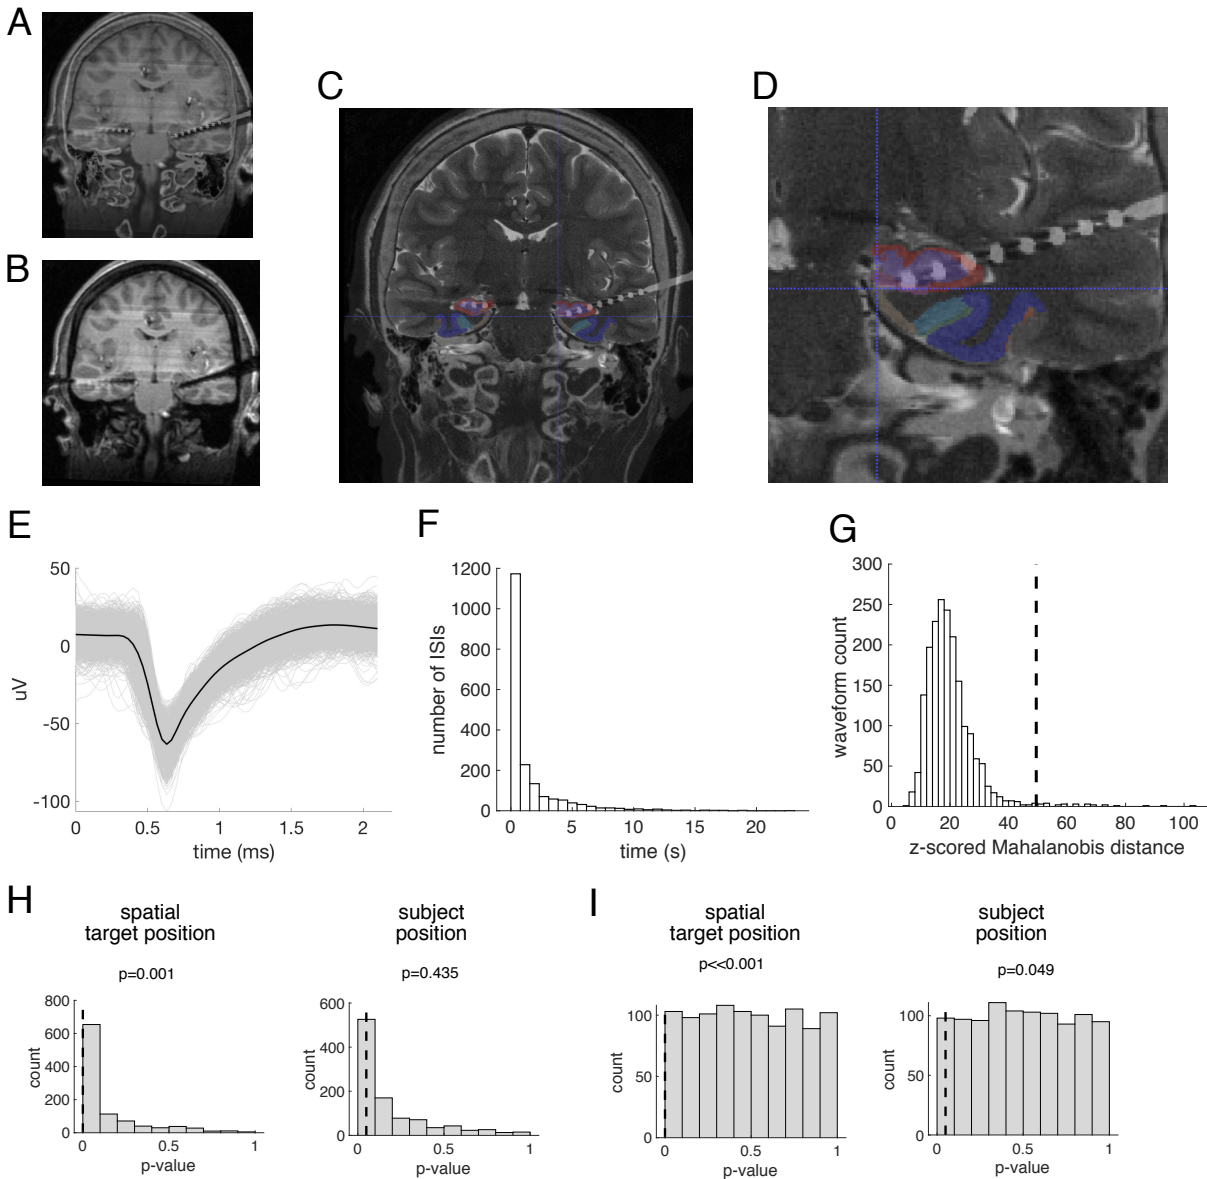 A
B
C
D
E
50
0
-50
-100
uV
0
0.5
1
1.5
2
time (ms)
F
1200
1000
800
600
400
200
0
number of ISIs
0
5
10
15
20
time (s)
G
300
250
200
150
100
50
0
waveform count
0
20
40
60
80
100
z-scored Mahalanobis distance
H
spatial
target position
p=0.001
800
600
400
200
0
count
0
0.5
1
p-value
subject
position
p=0.435
600
400
200
0
count
0
0.5
1
p-value
I
spatial
target position
p<<0.001
100
50
0
count
0
0.5
1
p-value
subject
position
p=0.049
100
50
0
count
0
0.5
1
p-value